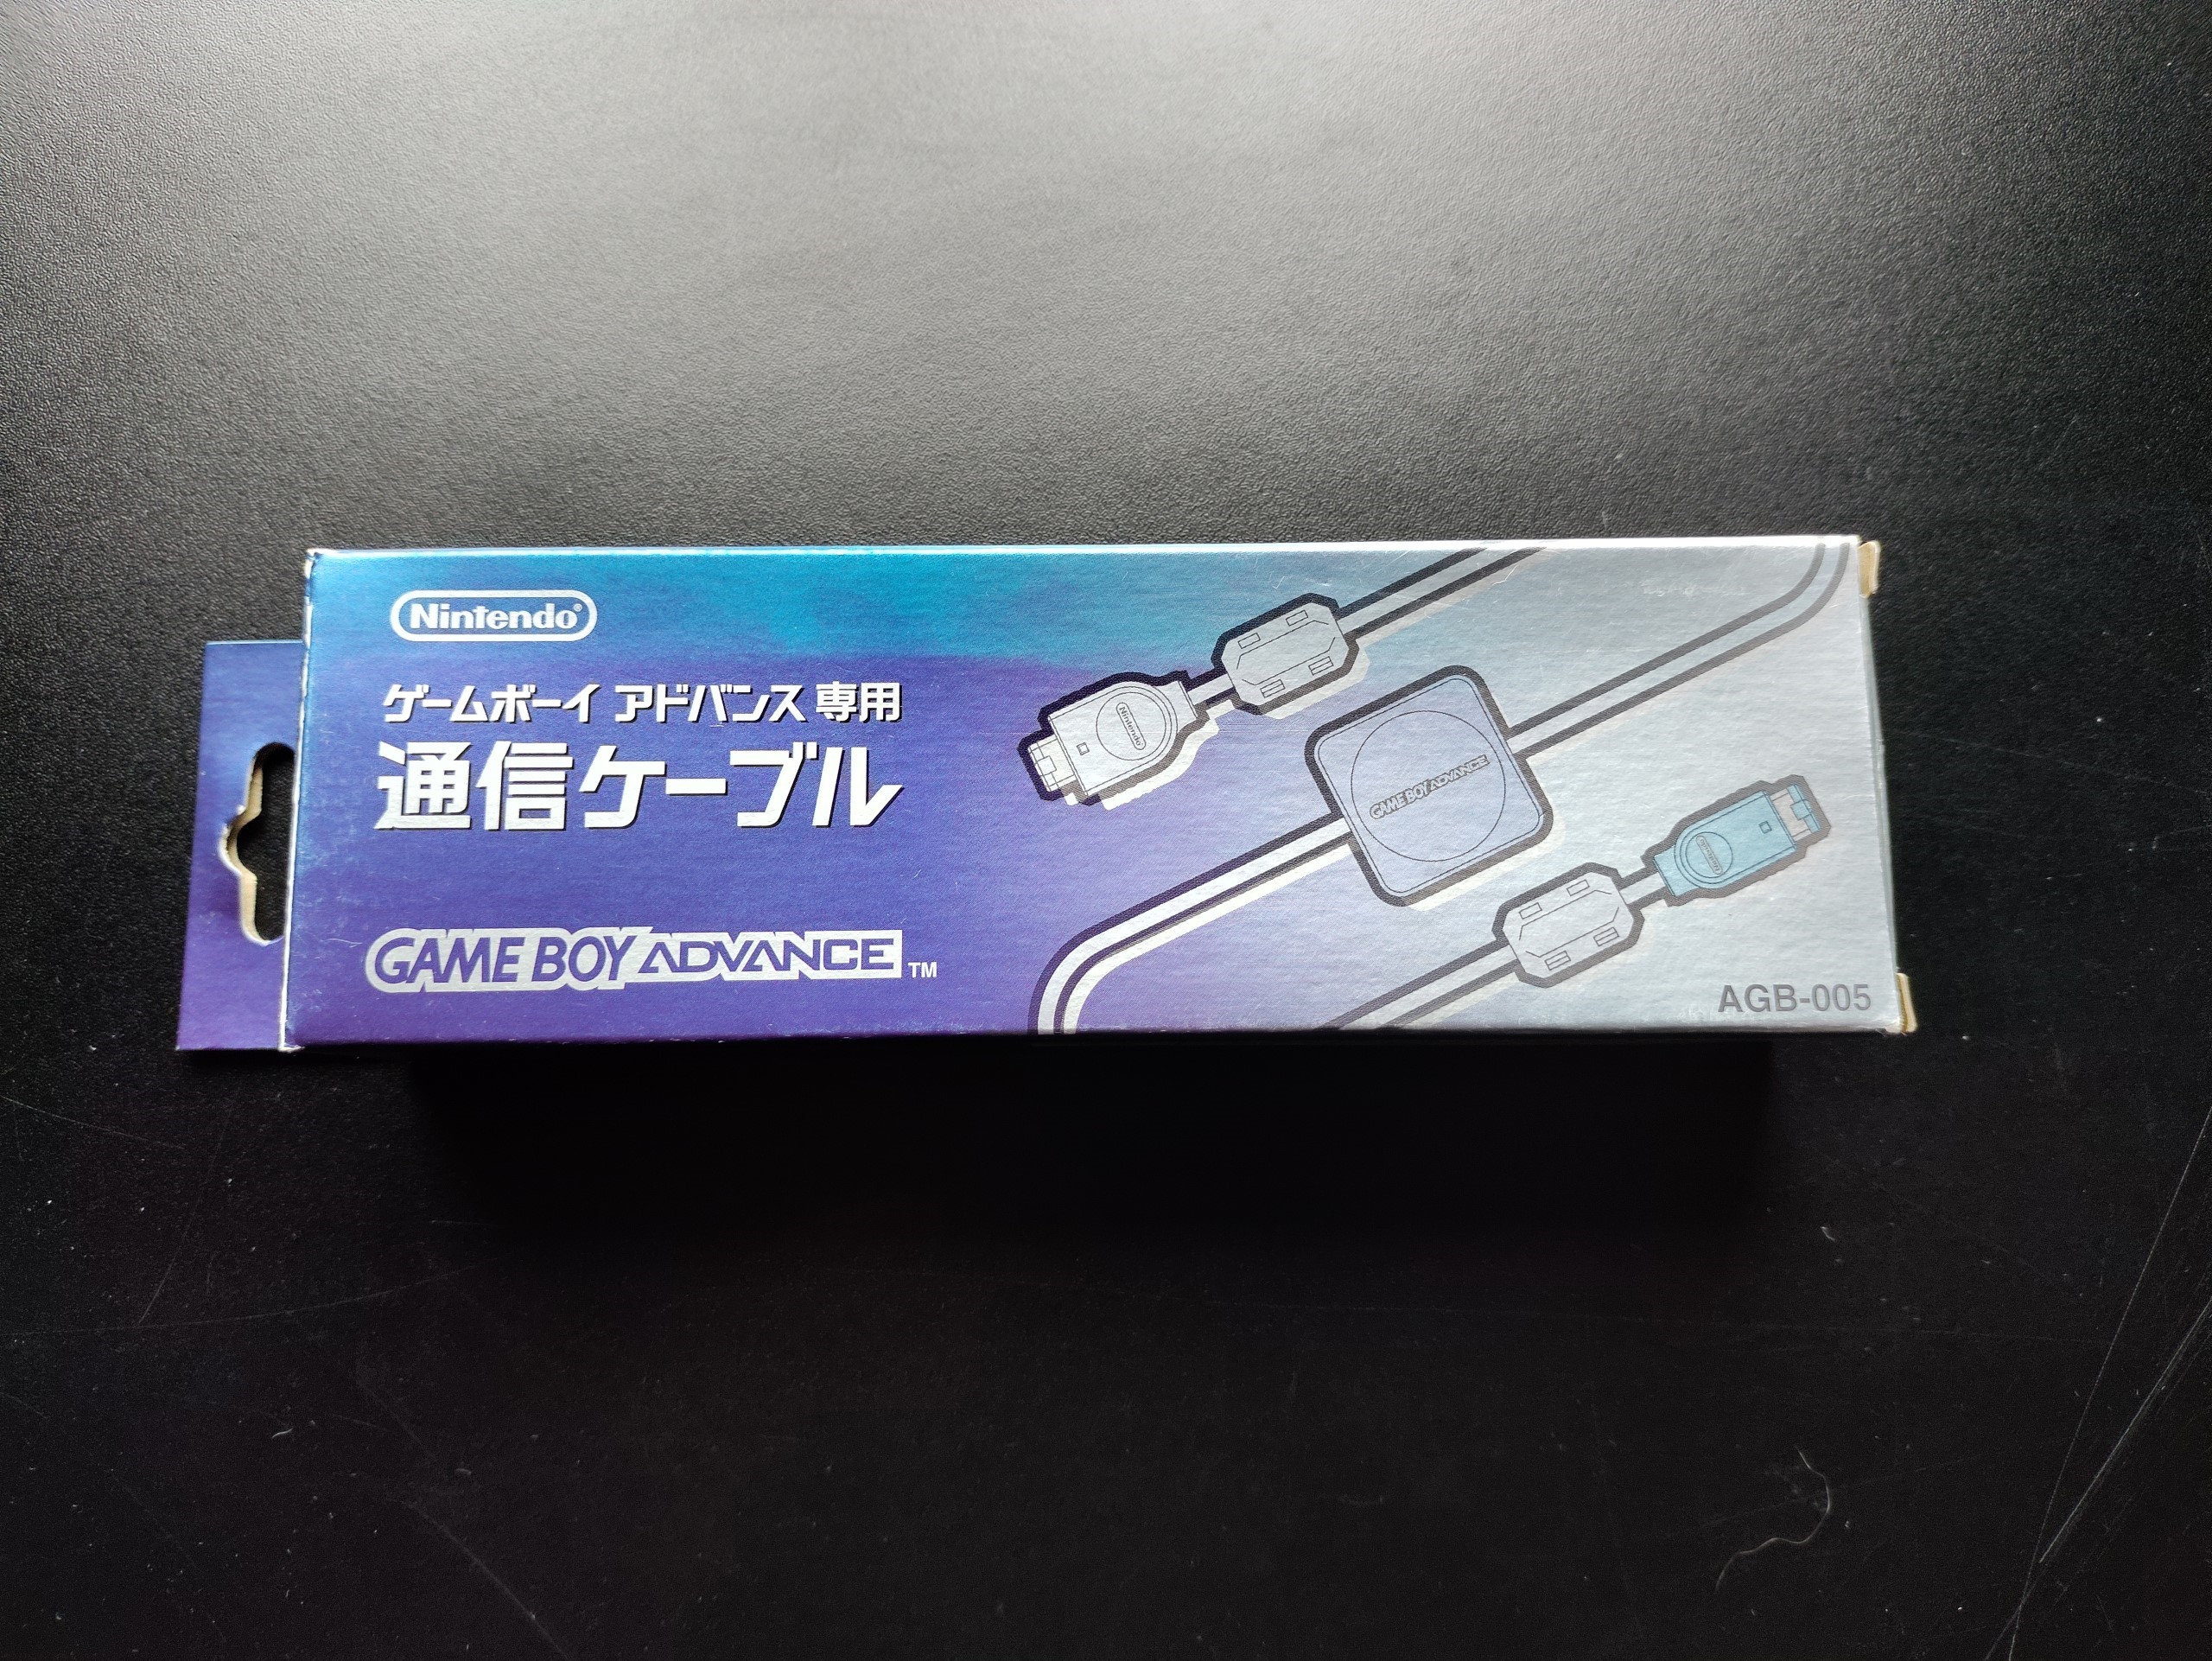 Nintendo®
ゲームボーイ アドバンス 専用
通信ケーブル
GAME BOY ADVANCE TM
Nintendo
GAME BOY ADVANCE
Nintendo
AGB-005